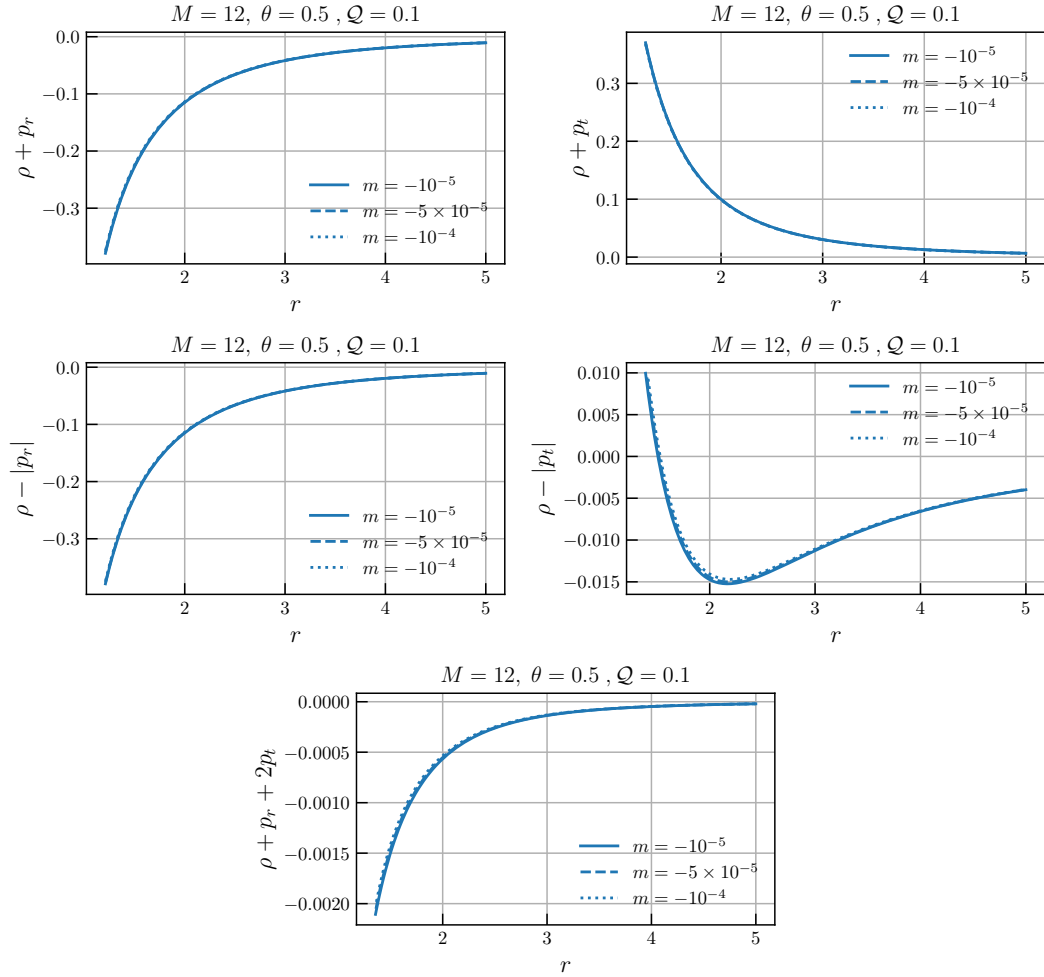 M = 12, θ = 0.5 , 𝒬 = 0.1
0.0
−0.1
−0.2
−0.3
ρ + p_r
m = −10^{−5}
m = −5 × 10^{−5}
m = −10^{−4}
2 3 4 5
r
M = 12, θ = 0.5 , 𝒬 = 0.1
0.3
0.2
0.1
0.0
ρ + p_t
m = −10^{−5}
m = −5 × 10^{−5}
m = −10^{−4}
2 3 4 5
r
M = 12, θ = 0.5 , 𝒬 = 0.1
0.0
−0.1
−0.2
−0.3
ρ − |p_r|
m = −10^{−5}
m = −5 × 10^{−5}
m = −10^{−4}
2 3 4 5
r
M = 12, θ = 0.5 , 𝒬 = 0.1
0.010
0.005
0.000
−0.005
−0.010
−0.015
ρ − |p_t|
m = −10^{−5}
m = −5 × 10^{−5}
m = −10^{−4}
2 3 4 5
r
M = 12, θ = 0.5 , 𝒬 = 0.1
0.0000
−0.0005
−0.0010
−0.0015
−0.0020
ρ + p_r + 2p_t
m = −10^{−5}
m = −5 × 10^{−5}
m = −10^{−4}
2 3 4 5
r